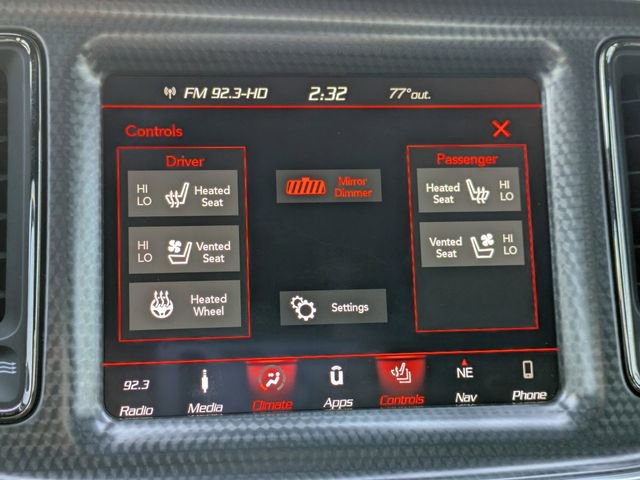 FM 92.3-HD 2:32 77°out.
Controls
Driver
HI
LO
Heated
Seat
HI
LO
Vented
Seat
Heated
Wheel
Mirror
Dimmer
Settings
Passenger
Heated
Seat
HI
LO
Vented
Seat
HI
LO
92.3
NE
Radio Media Climate Apps Controls Nav Phone